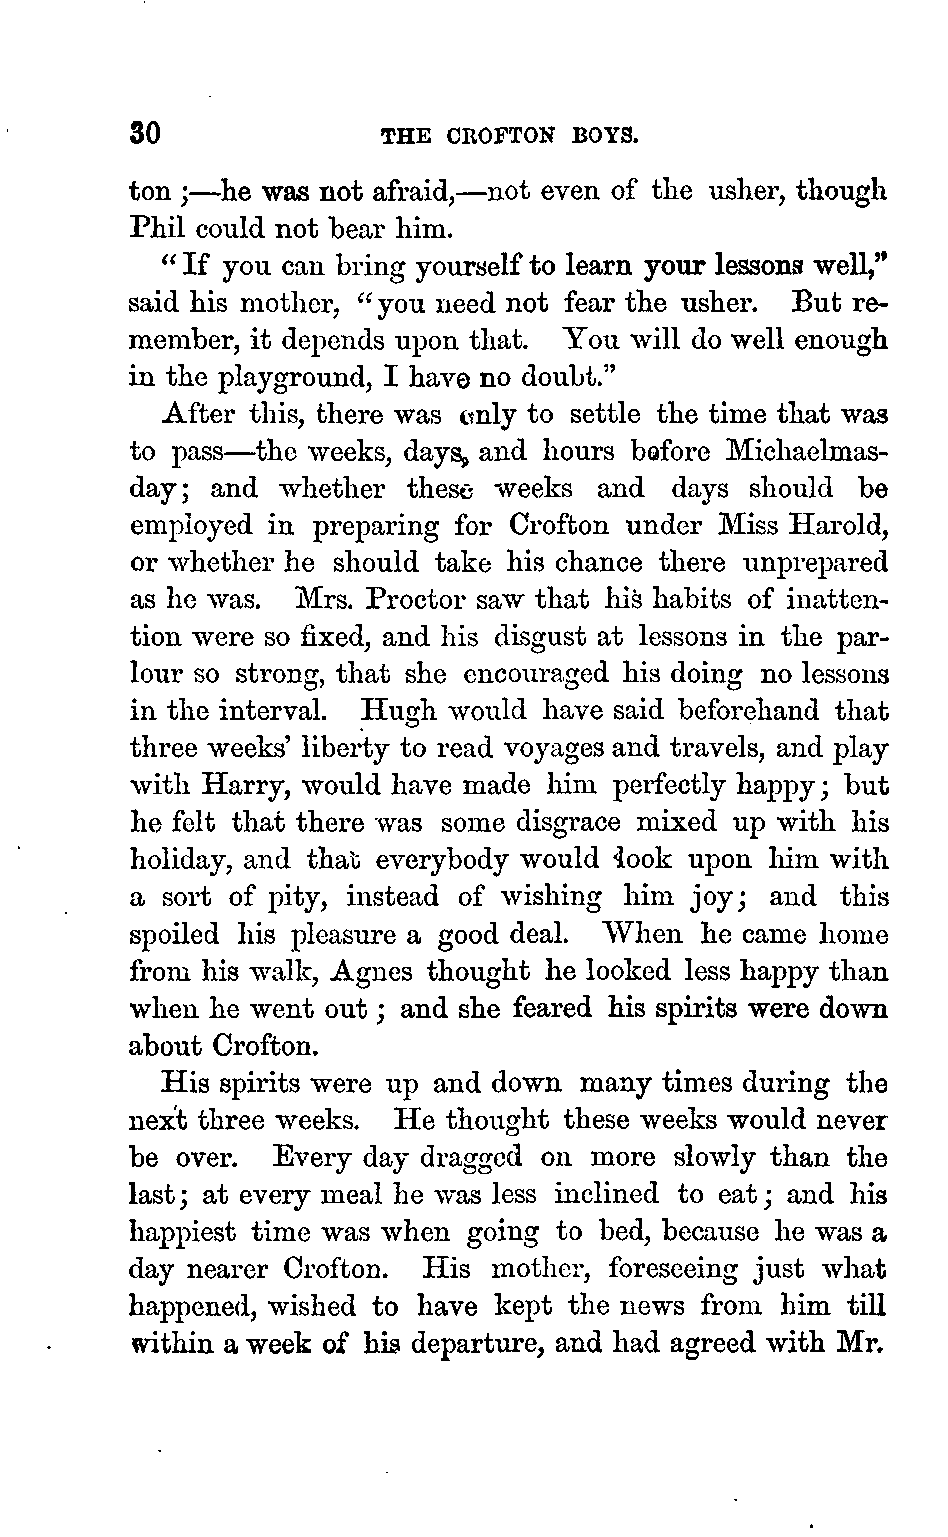 30 THE CROFTON BOYS.
ton ;—he was not afraid,—not even of the usher, though
Phil could not bear him.
“If you can bring yourself to learn your lessons well,”
said his mother, “you need not fear the usher. But re-
member, it depends upon that. You will do well enough
in the playground, I have no doubt.”
After this, there was only to settle the time that was
to pass—the weeks, days, and hours before Michaelmas-
day; and whether these weeks and days should be
employed in preparing for Crofton under Miss Harold,
or whether he should take his chance there unprepared
as he was. Mrs. Proctor saw that his habits of inatten-
tion were so fixed, and his disgust at lessons in the par-
lour so strong, that she encouraged his doing no lessons
in the interval. Hugh would have said beforehand that
three weeks’ liberty to read voyages and travels, and play
with Harry, would have made him perfectly happy; but
he felt that there was some disgrace mixed up with his
holiday, and that everybody would look upon him with
a sort of pity, instead of wishing him joy; and this
spoiled his pleasure a good deal. When he came home
from his walk, Agnes thought he looked less happy than
when he went out ; and she feared his spirits were down
about Crofton.
His spirits were up and down many times during the
next three weeks. He thought these weeks would never
be over. Every day dragged on more slowly than the
last; at every meal he was less inclined to eat; and his
happiest time was when going to bed, because he was a
day nearer Crofton. His mother, foreseeing just what
happened, wished to have kept the news from him till
within a week of his departure, and had agreed with Mr.